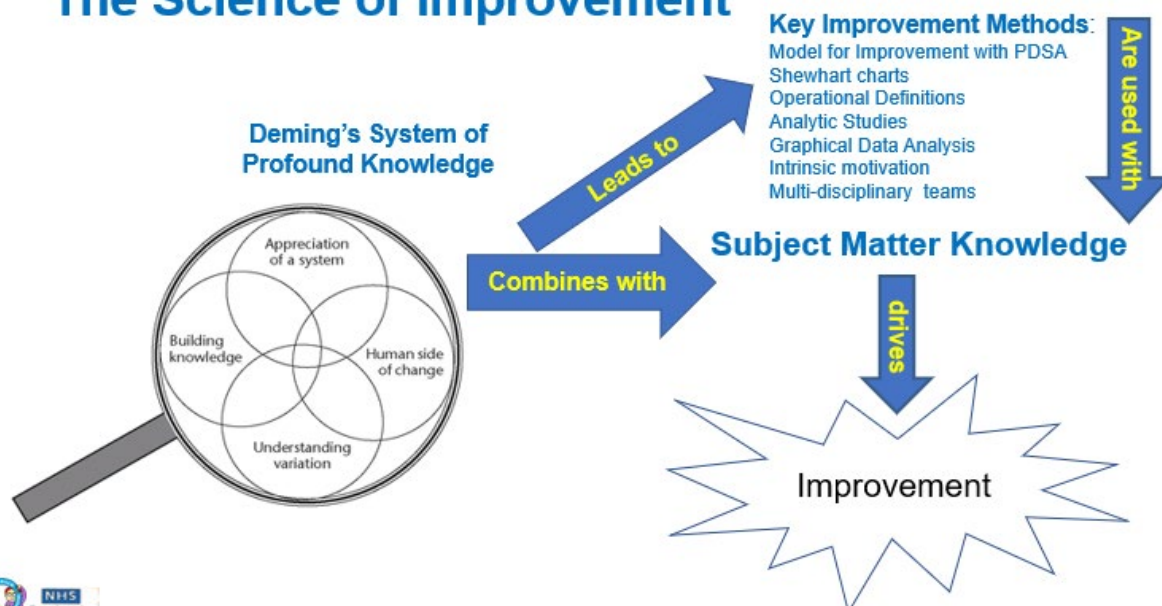 The Science of Improvement
Key Improvement Methods:
Model for Improvement with PDSA
Shewhart charts
Operational Definitions
Analytic Studies
Graphical Data Analysis
Intrinsic motivation
Multi-disciplinary teams
Are used with
Deming's System of
Profound Knowledge
Leads to
Appreciation
of a system
Building
knowledge
Human side
of change
Understanding
variation
Combines with
Subject Matter Knowledge
drives
Improvement
NHS